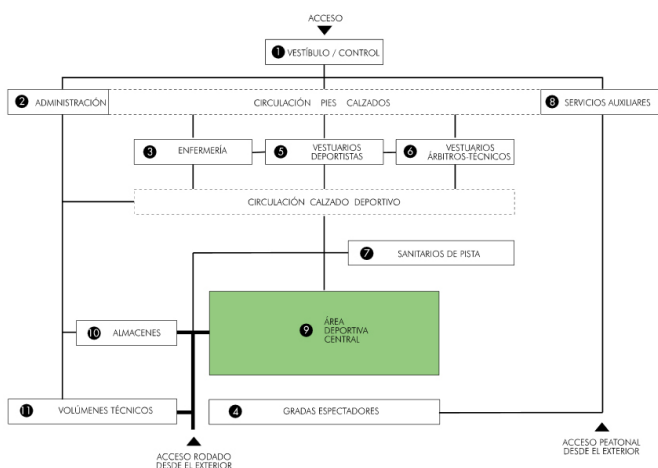 ACCESO
1 VESTÍBULO / CONTROL
2 ADMINISTRACIÓN
CIRCULACIÓN PIES CALZADOS
8 SERVICIOS AUXILIARES
3 ENFERMERÍA
5 VESTUARIOS
DEPORTISTAS
6 VESTUARIOS
ÁRBITROS-TÉCNICOS
CIRCULACIÓN CALZADO DEPORTIVO
7 SANITARIOS DE PISTA
9 ÁREA
DEPORTIVA
CENTRAL
10 ALMACENES
11 VOLÚMENES TÉCNICOS
4 GRADAS ESPECTADORES
ACCESO RODADO
DESDE EL EXTERIOR
ACCESO PEATONAL
DESDE EL EXTERIOR